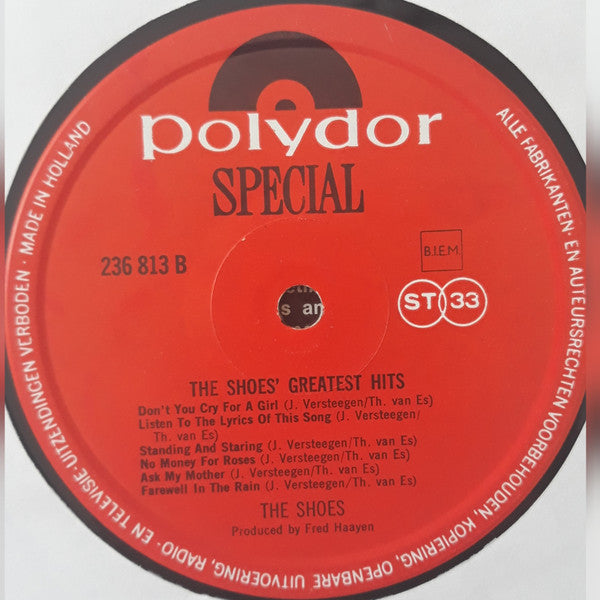 polydor
SPECIAL
236 813 B
B.I.E.M.
ST 33
s an
THE SHOES' GREATEST HITS
Don't You Cry For A Girl (J. Versteegen/Th. van Es)
Listen To The Lyrics Of This Song (J. Versteegen/
Th. van Es)
Standing And Staring (J. Versteegen/Th. van Es)
No Money For Roses (J. Versteegen/Th. van Es)
Ask My Mother (J. Versteegen/Th. van Es)
Farewell In The Rain (J. Versteegen/Th. van Es)
THE SHOES
Produced by Fred Haayen
ALLE FABRIKANTEN- EN AUTEURSRECHTEN VOORBEHOUDEN, KOPIERING, OPENBARE UITVOERING, RADIO- EN TELEVISIE-UITZENDINGEN VERBODEN · MADE IN HOLLAND